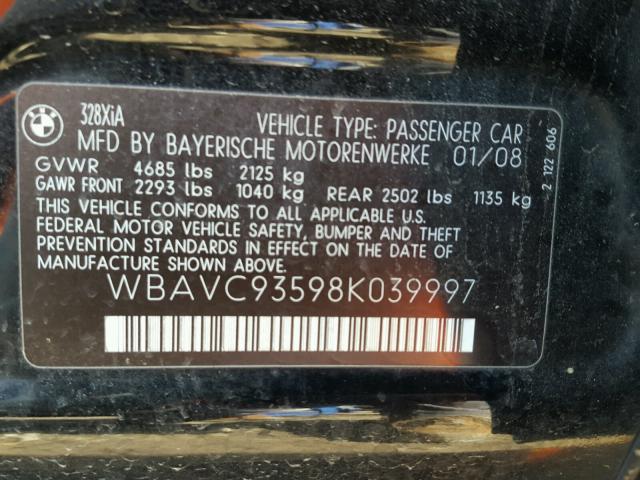 328XiA
VEHICLE TYPE: PASSENGER CAR
MFD BY BAYERISCHE MOTORENWERKE 01/08
GVWR 4685 lbs 2125 kg
GAWR FRONT 2293 lbs 1040 kg REAR 2502 lbs 1135 kg
THIS VEHICLE CONFORMS TO ALL APPLICABLE U.S.
FEDERAL MOTOR VEHICLE SAFETY, BUMPER AND THEFT
PREVENTION STANDARDS IN EFFECT ON THE DATE OF
MANUFACTURE SHOWN ABOVE.
WBAVC93598K039997
2 122 606